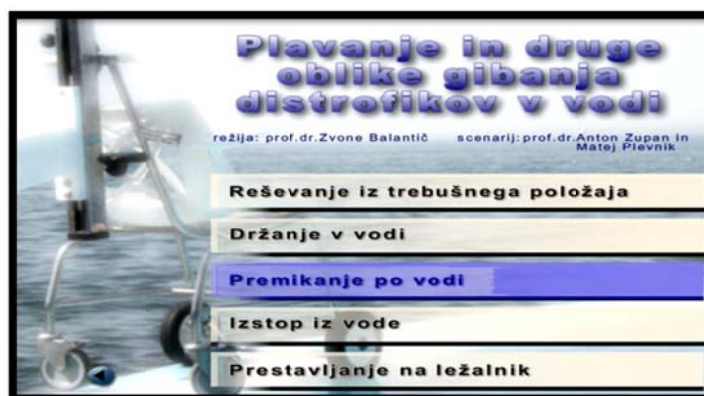 Plavanje in druge
oblike gibanja
distrofikov v vodi
režija: prof.dr.Zvone Balantič scenarij: prof.dr.Anton Zupan in
Matej Plevnik
Reševanje iz trebušnega položaja
Držanje v vodi
Premikanje po vodi
Izstop iz vode
Prestavljanje na ležalnik